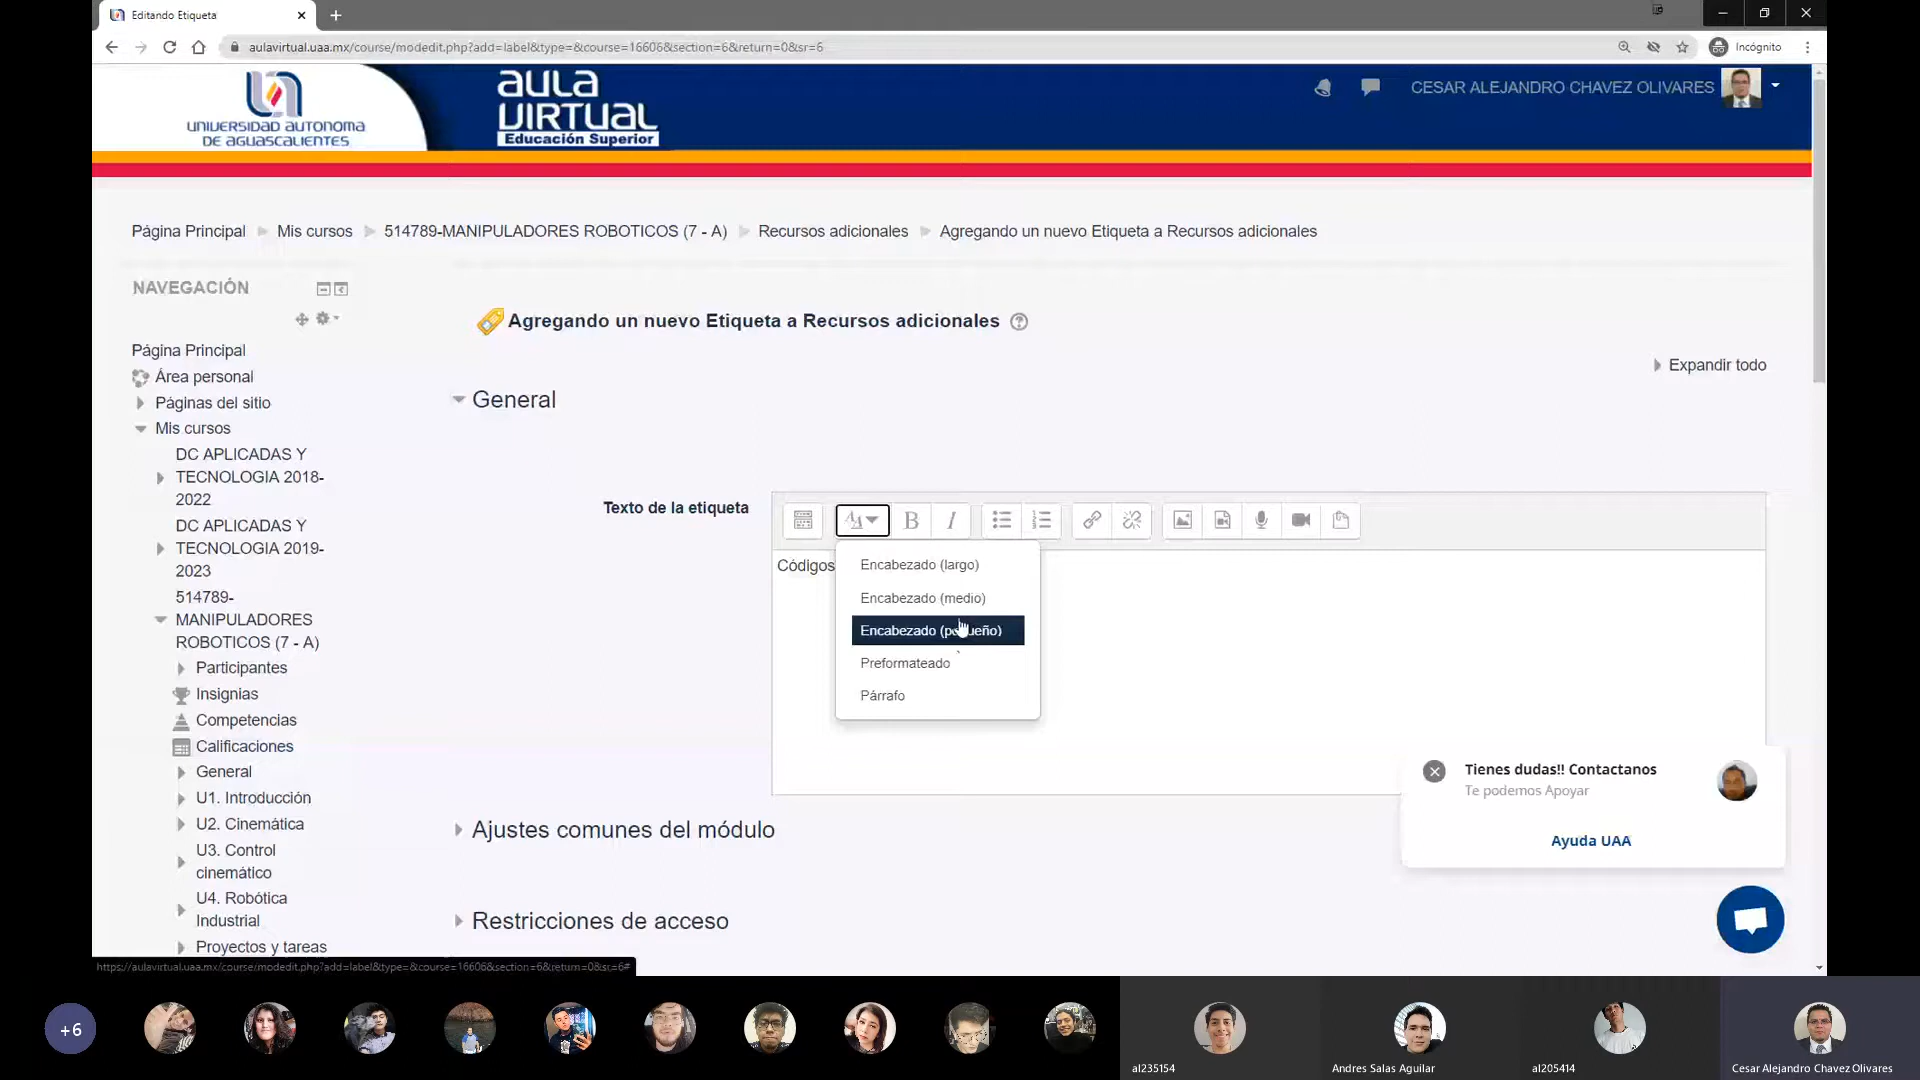 Editando Etiqueta
aulavirtual.uaa.mx/course/modedit.php?add=label&type=&course=16606&section=6&return=0&sr=6
Incógnito
UNIVERSIDAD AUTONOMA
DE AGUASCALIENTES
AULA
VIRTUAL
Educación Superior
CESAR ALEJANDRO CHAVEZ OLIVARES
Página Principal Mis cursos 514789-MANIPULADORES ROBOTICOS (7 - A) Recursos adicionales Agregando un nuevo Etiqueta a Recursos adicionales
NAVEGACIÓN
Página Principal
Área personal
Páginas del sitio
Mis cursos
DC APLICADAS Y
TECNOLOGIA 2018-
2022
DC APLICADAS Y
TECNOLOGIA 2019-
2023
514789-
MANIPULADORES
ROBOTICOS (7 - A)
Participantes
Insignias
Competencias
Calificaciones
General
U1. Introducción
U2. Cinemática
U3. Control
cinemático
U4. Robótica
Industrial
Proyectos y tareas
Agregando un nuevo Etiqueta a Recursos adicionales
Expandir todo
General
Texto de la etiqueta
B I
Códigos
Encabezado (largo)
Encabezado (medio)
Encabezado (pequeño)
Preformateado
Párrafo
Ajustes comunes del módulo
Restricciones de acceso
Tienes dudas!! Contactanos
Te podemos Apoyar
Ayuda UAA
https://aulavirtual.uaa.mx/course/modedit.php?add=label&type=&course=16606&section=6&return=0&sr=6#
+6
al235154
Andres Salas Aguilar
al205414
Cesar Alejandro Chavez Olivares